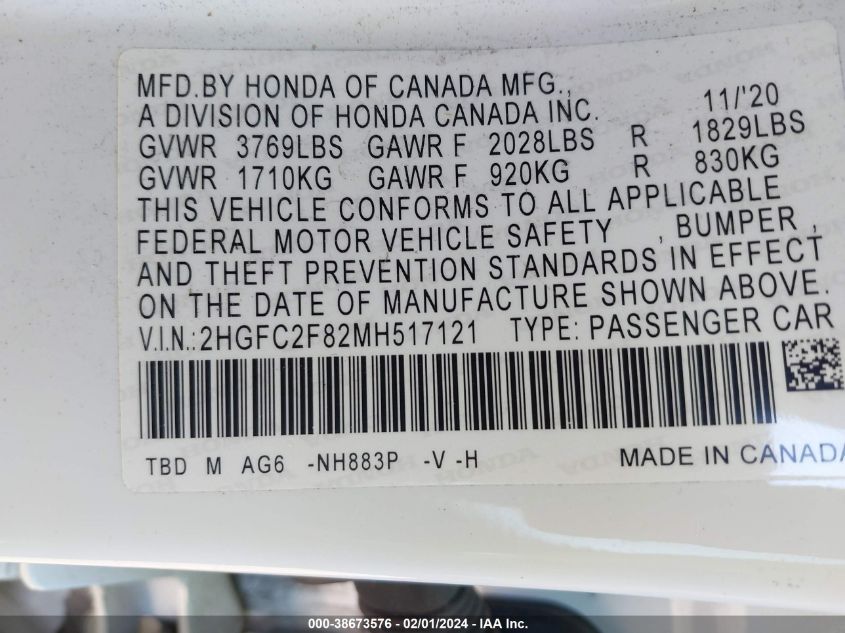 MFD.BY HONDA OF CANADA MFG., 11/'20
A DIVISION OF HONDA CANADA INC.
GVWR 3769LBS GAWR F 2028LBS R 1829LBS
GVWR 1710KG GAWR F 920KG R 830KG
THIS VEHICLE CONFORMS TO ALL APPLICABLE
FEDERAL MOTOR VEHICLE SAFETY , BUMPER ,
AND THEFT PREVENTION STANDARDS IN EFFECT
ON THE DATE OF MANUFACTURE SHOWN ABOVE.
V.I.N.:2HGFC2F82MH517121 TYPE: PASSENGER CAR
TBD M AG6 -NH883P -V -H MADE IN CANADA
000-38673576 — 02/01/2024 — IAA Inc.